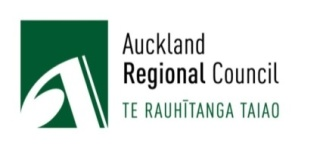 Auckland
Regional Council
TE RAUHĪTANGA TAIAO